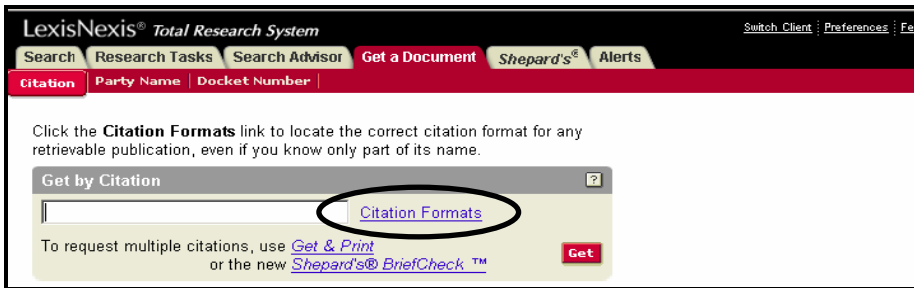 LexisNexis® Total Research System
Switch Client Preferences
Search Research Tasks Search Advisor Get a Document Shepard's® Alerts
Citation Party Name Docket Number
Click the Citation Formats link to locate the correct citation format for any
retrievable publication, even if you know only part of its name.
Get by Citation ?
Citation Formats
To request multiple citations, use Get & Print
or the new Shepard's® BriefCheck ™
Get